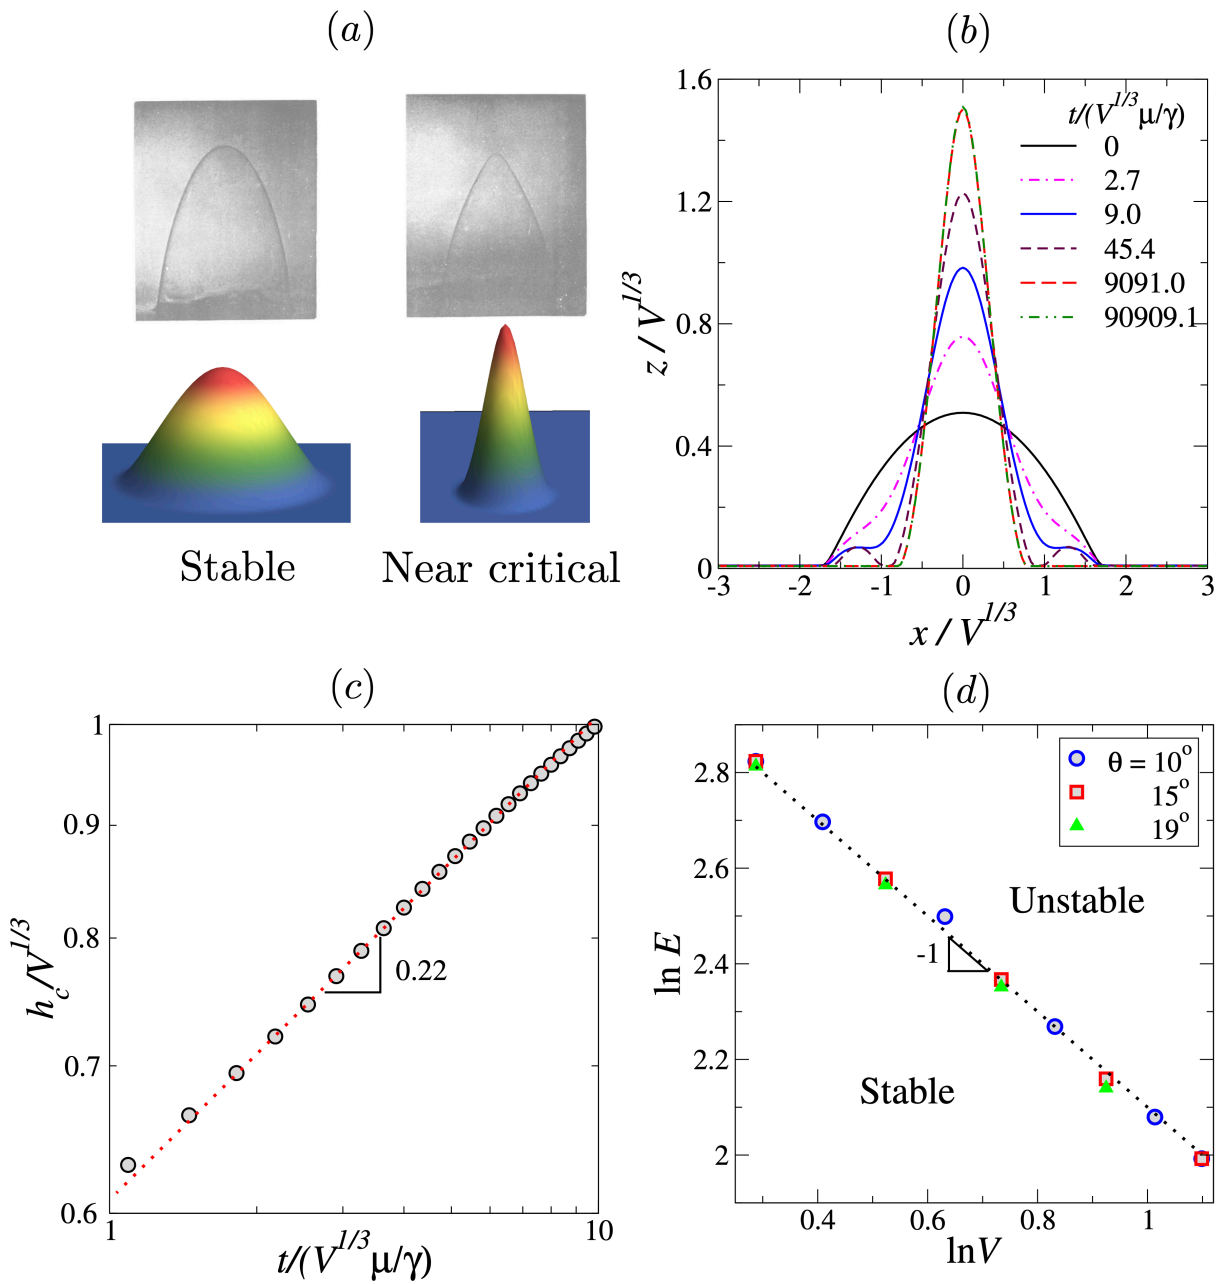 (a)
Stable
Near critical
(b)
z / V^{1/3}
1.6
1.2
0.8
0.4
0
t/(V^{1/3}μ/γ)
0
2.7
9.0
45.4
9091.0
90909.1
-3 -2 -1 0 1 2 3
x / V^{1/3}
(c)
h_c/V^{1/3}
1
0.9
0.8
0.7
0.6
0.22
1 10
t/(V^{1/3}μ/γ)
(d)
ln E
2.8
2.6
2.4
2.2
2
θ = 10°
15°
19°
Unstable
-1
Stable
0.4 0.6 0.8 1
lnV